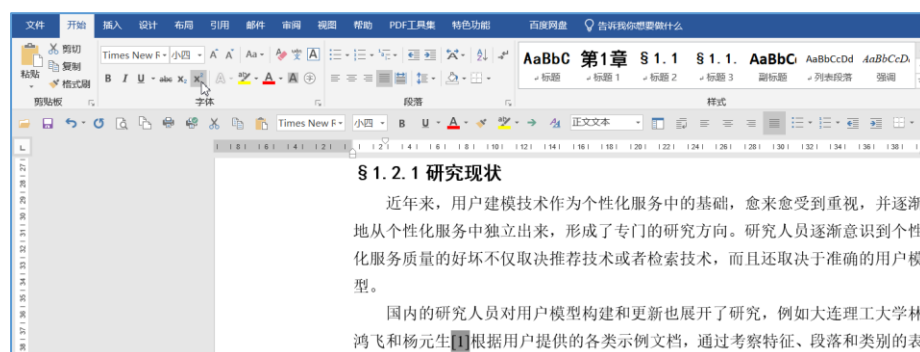 文件 开始 插入 设计 布局 引用 邮件 审阅 视图 帮助 PDF工具集 特色功能 百度网盘 告诉我你想要做什么
剪切
复制
粘贴 格式刷
Times New F 小四 A A Aa 文 A
B I U abc X₂ X² A aby A A 字
AaBbC 第1章 §1.1 §1.1. AaBbC AaBbCcDd AaBbCcD
标题 标题 1 标题 2 标题 3 副标题 列表段落 强调
剪贴板 字体 段落 样式
Times New F 小四 B U A aby 正文文本
§1.2.1 研究现状
近年来，用户建模技术作为个性化服务中的基础，愈来愈受到重视，并逐渐
地从个性化服务中独立出来，形成了专门的研究方向。研究人员逐渐意识到个性
化服务质量的好坏不仅取决推荐技术或者检索技术，而且还取决于准确的用户模
型。
国内的研究人员对用户模型构建和更新也展开了研究，例如大连理工大学林
鸿飞和杨元生[1]根据用户提供的各类示例文档，通过考察特征、段落和类别的表